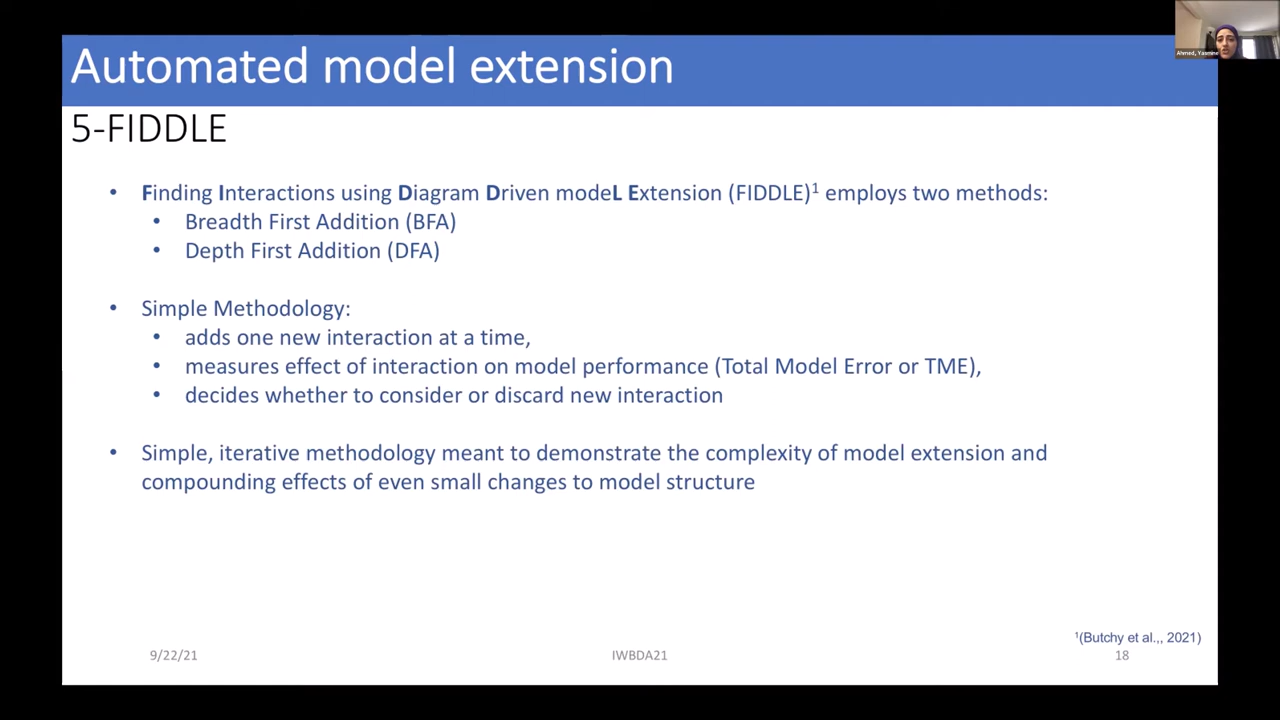 Ahmed, Yasmine
Automated model extension
5-FIDDLE
• Finding Interactions using Diagram Driven modeL Extension (FIDDLE)¹ employs two methods:
• Breadth First Addition (BFA)
• Depth First Addition (DFA)
• Simple Methodology:
• adds one new interaction at a time,
• measures effect of interaction on model performance (Total Model Error or TME),
• decides whether to consider or discard new interaction
• Simple, iterative methodology meant to demonstrate the complexity of model extension and
compounding effects of even small changes to model structure
¹(Butchy et al.,, 2021)
9/22/21 IWBDA21 18